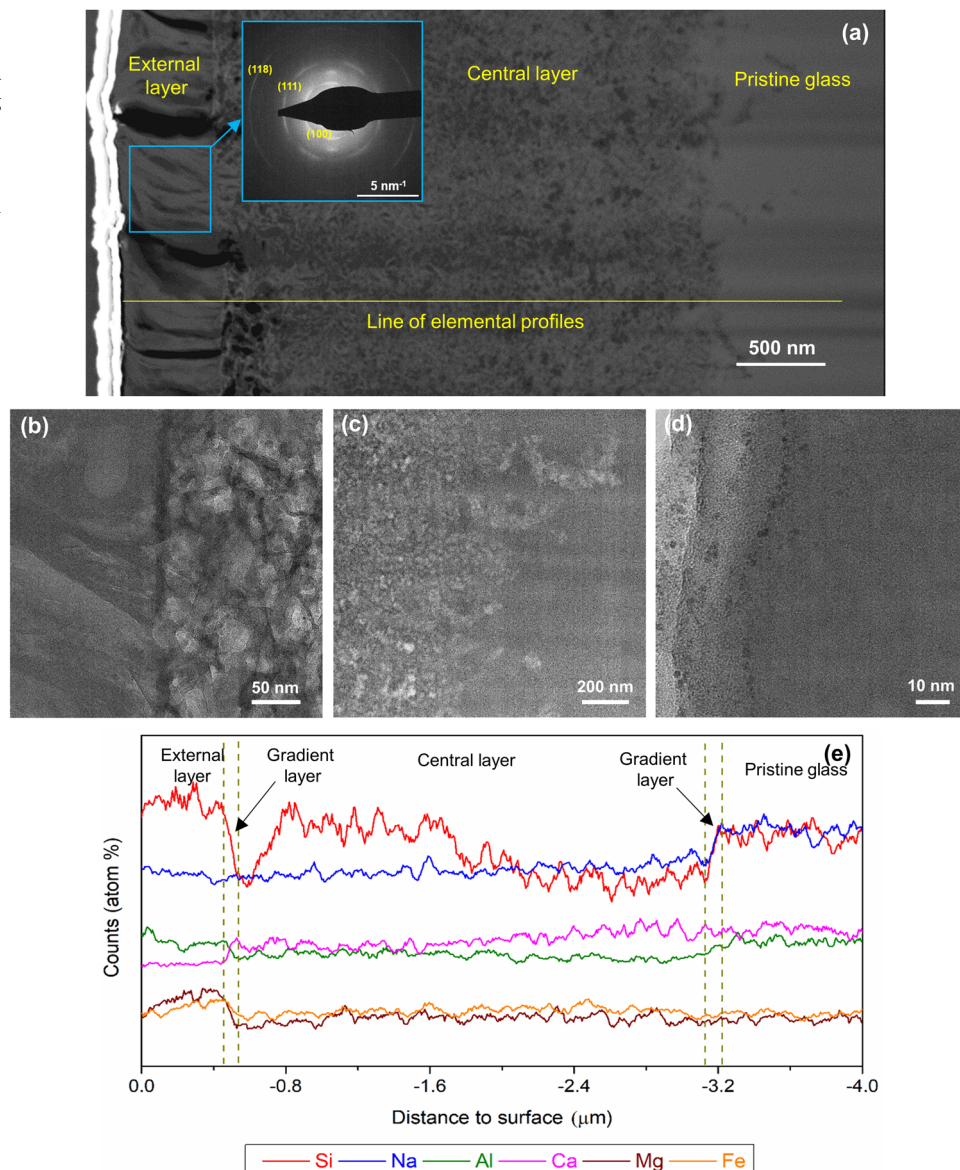 (a)
External
layer
Central layer
Pristine glass
(118)
(111)
(100)
5 nm-1
Line of elemental profiles
500 nm
(b)
(c)
(d)
50 nm
200 nm
10 nm
(e)
External
layer
Gradient
layer
Central layer
Gradient
layer
Pristine glass
Counts (atom %)
0.0 -0.8 -1.6 -2.4 -3.2 -4.0
Distance to surface (μm)
Si Na Al Ca Mg Fe